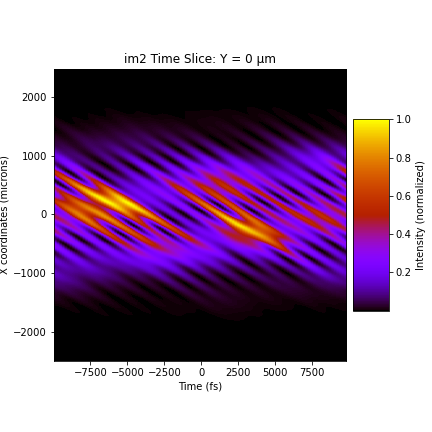 im2 Time Slice: Y = 0 μm
2000
1000
0
−1000
−2000
X coordinates (microns)
−7500 −5000 −2500 0 2500 5000 7500
Time (fs)
1.0
0.8
0.6
0.4
0.2
Intensity (normalized)